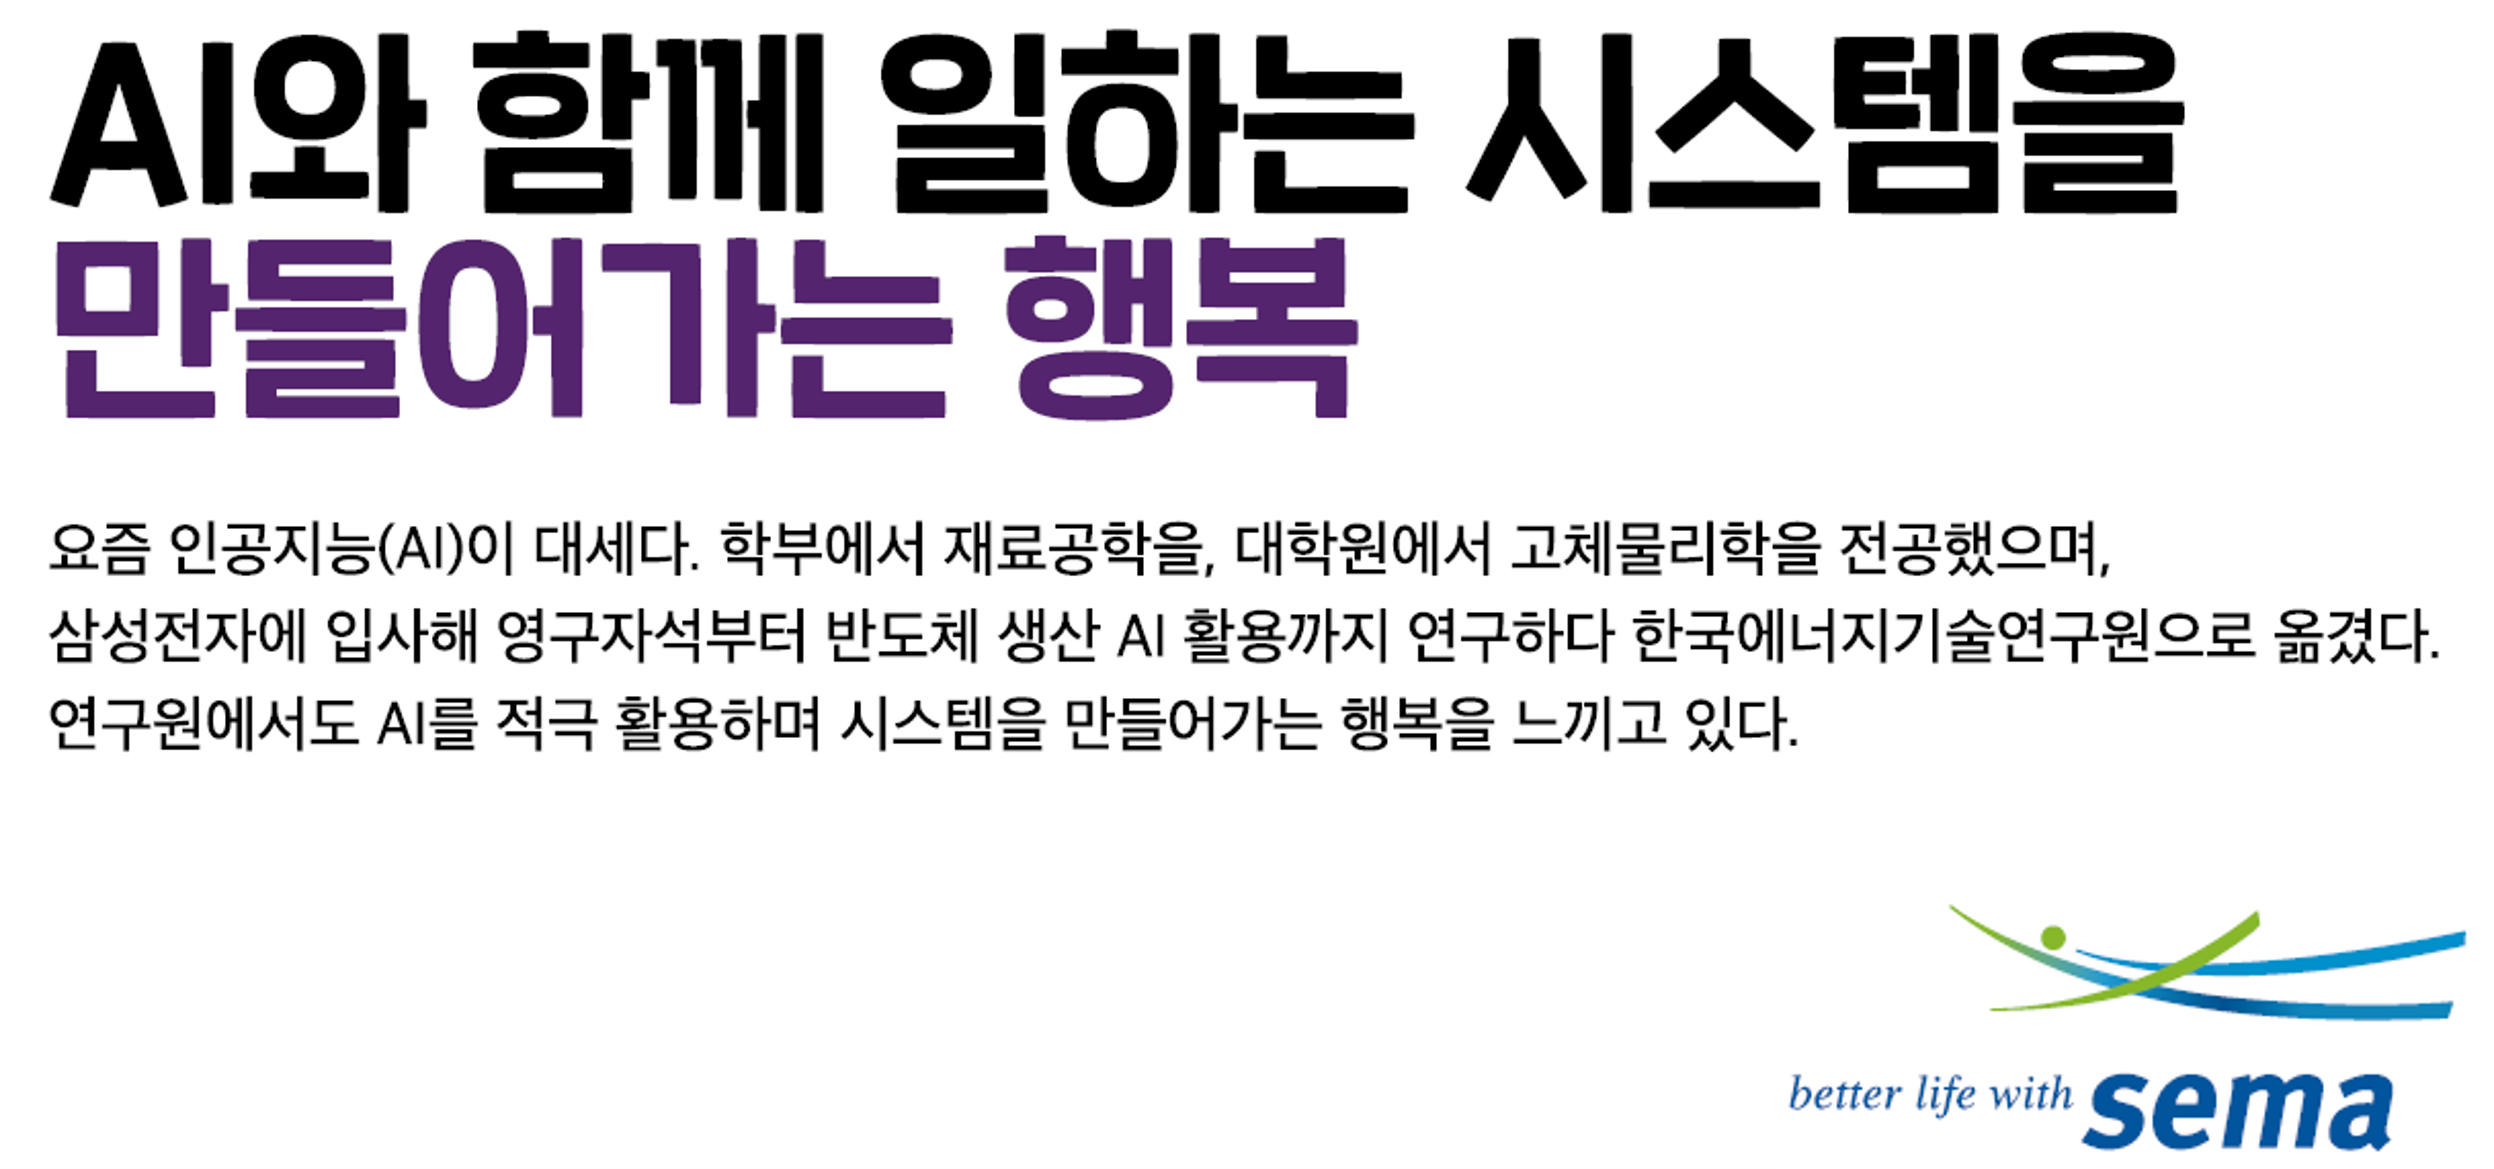 AI와 함께 일하는 시스템을
만들어가는 행복
요즘 인공지능(AI)이 대세다. 학부에서 재료공학을, 대학원에서 고체물리학을 전공했으며,
삼성전자에 입사해 영구자석부터 반도체 생산 AI 활용까지 연구하다 한국에너지기술연구원으로 옮겼다.
연구원에서도 AI를 적극 활용하며 시스템을 만들어가는 행복을 느끼고 있다.
better life with sema